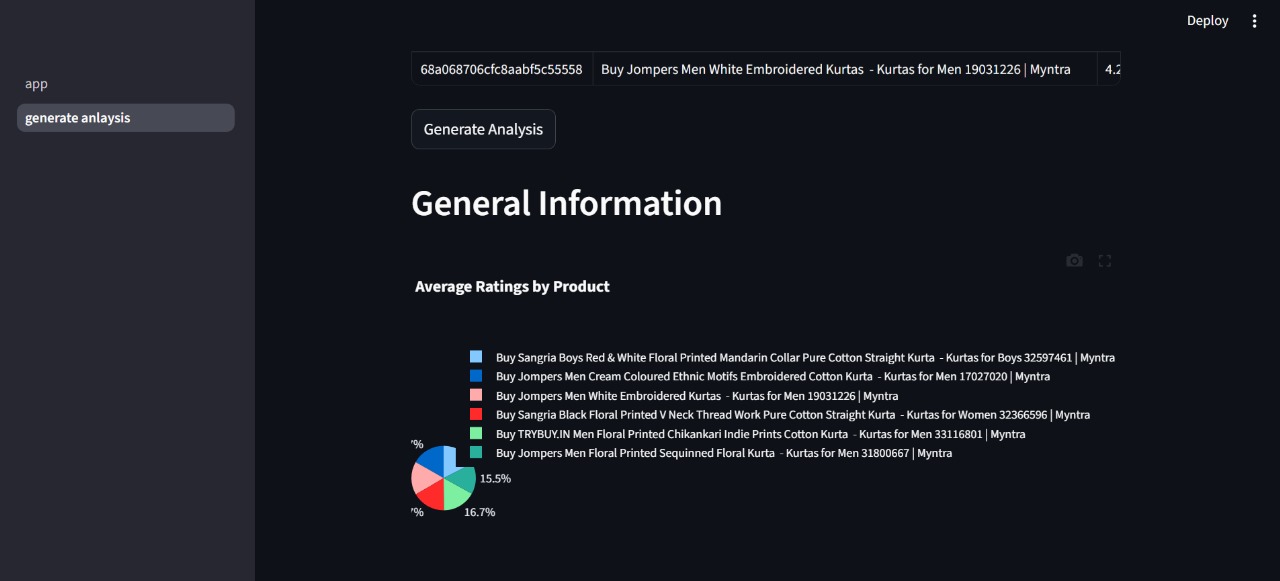 Deploy
app
generate anlaysis
68a068706cfc8aabf5c55558 Buy Jompers Men White Embroidered Kurtas - Kurtas for Men 19031226 | Myntra 4.2
Generate Analysis
General Information
Average Ratings by Product
Buy Sangria Boys Red & White Floral Printed Mandarin Collar Pure Cotton Straight Kurta - Kurtas for Boys 32597461 | Myntra
Buy Jompers Men Cream Coloured Ethnic Motifs Embroidered Cotton Kurta - Kurtas for Men 17027020 | Myntra
Buy Jompers Men White Embroidered Kurtas - Kurtas for Men 19031226 | Myntra
Buy Sangria Black Floral Printed V Neck Thread Work Pure Cotton Straight Kurta - Kurtas for Women 32366596 | Myntra
Buy TRYBUY.IN Men Floral Printed Chikankari Indie Prints Cotton Kurta - Kurtas for Men 33116801 | Myntra
Buy Jompers Men Floral Printed Sequinned Floral Kurta - Kurtas for Men 31800667 | Myntra
15.5%
16.7%